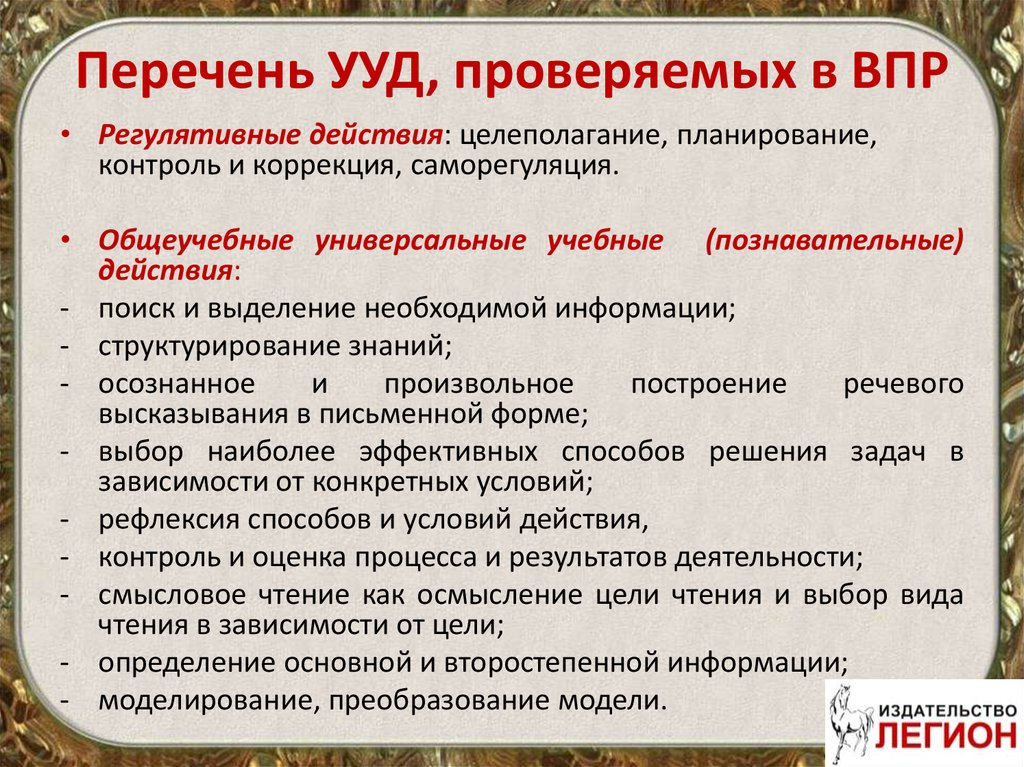 Перечень УУД, проверяемых в ВПР
• Регулятивные действия: целеполагание, планирование,
контроль и коррекция, саморегуляция.
• Общеучебные универсальные учебные (познавательные)
действия:
- поиск и выделение необходимой информации;
- структурирование знаний;
- осознанное и произвольное построение речевого
высказывания в письменной форме;
- выбор наиболее эффективных способов решения задач в
зависимости от конкретных условий;
- рефлексия способов и условий действия,
- контроль и оценка процесса и результатов деятельности;
- смысловое чтение как осмысление цели чтения и выбор вида
чтения в зависимости от цели;
- определение основной и второстепенной информации;
- моделирование, преобразование модели.
ИЗДАТЕЛЬСТВО
ЛЕГИОН